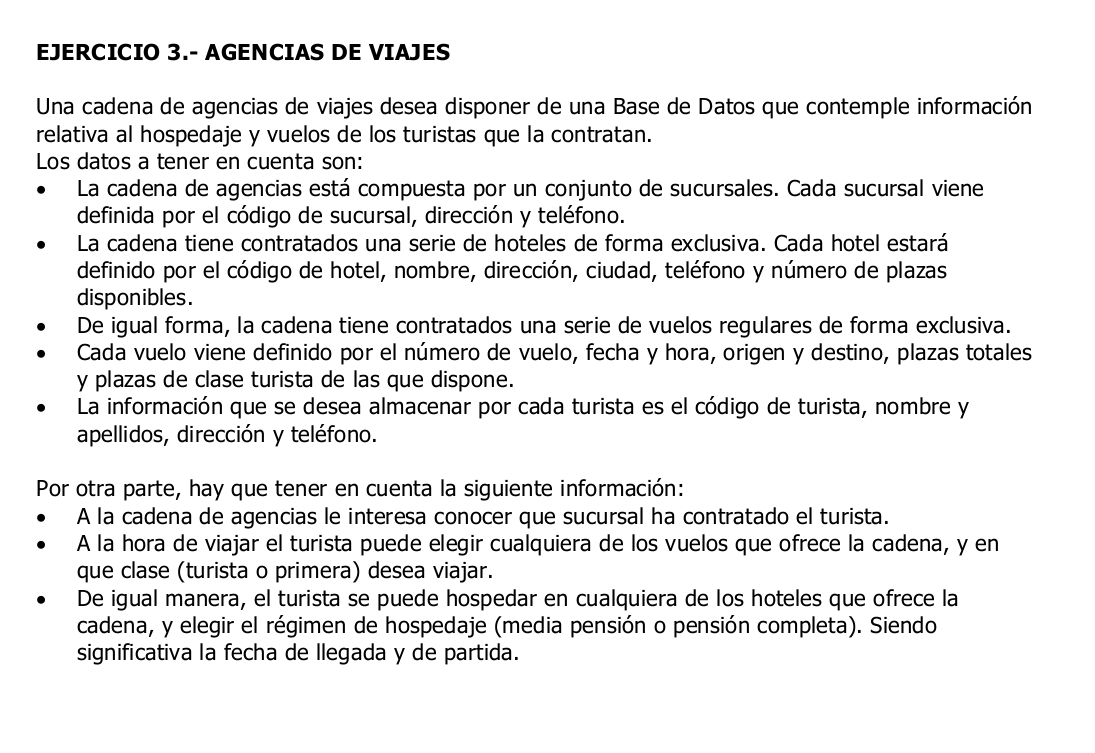 EJERCICIO 3.- AGENCIAS DE VIAJES
Una cadena de agencias de viajes desea disponer de una Base de Datos que contemple información
relativa al hospedaje y vuelos de los turistas que la contratan.
Los datos a tener en cuenta son:
• La cadena de agencias está compuesta por un conjunto de sucursales. Cada sucursal viene
definida por el código de sucursal, dirección y teléfono.
• La cadena tiene contratados una serie de hoteles de forma exclusiva. Cada hotel estará
definido por el código de hotel, nombre, dirección, ciudad, teléfono y número de plazas
disponibles.
• De igual forma, la cadena tiene contratados una serie de vuelos regulares de forma exclusiva.
• Cada vuelo viene definido por el número de vuelo, fecha y hora, origen y destino, plazas totales
y plazas de clase turista de las que dispone.
• La información que se desea almacenar por cada turista es el código de turista, nombre y
apellidos, dirección y teléfono.
Por otra parte, hay que tener en cuenta la siguiente información:
• A la cadena de agencias le interesa conocer que sucursal ha contratado el turista.
• A la hora de viajar el turista puede elegir cualquiera de los vuelos que ofrece la cadena, y en
que clase (turista o primera) desea viajar.
• De igual manera, el turista se puede hospedar en cualquiera de los hoteles que ofrece la
cadena, y elegir el régimen de hospedaje (media pensión o pensión completa). Siendo
significativa la fecha de llegada y de partida.